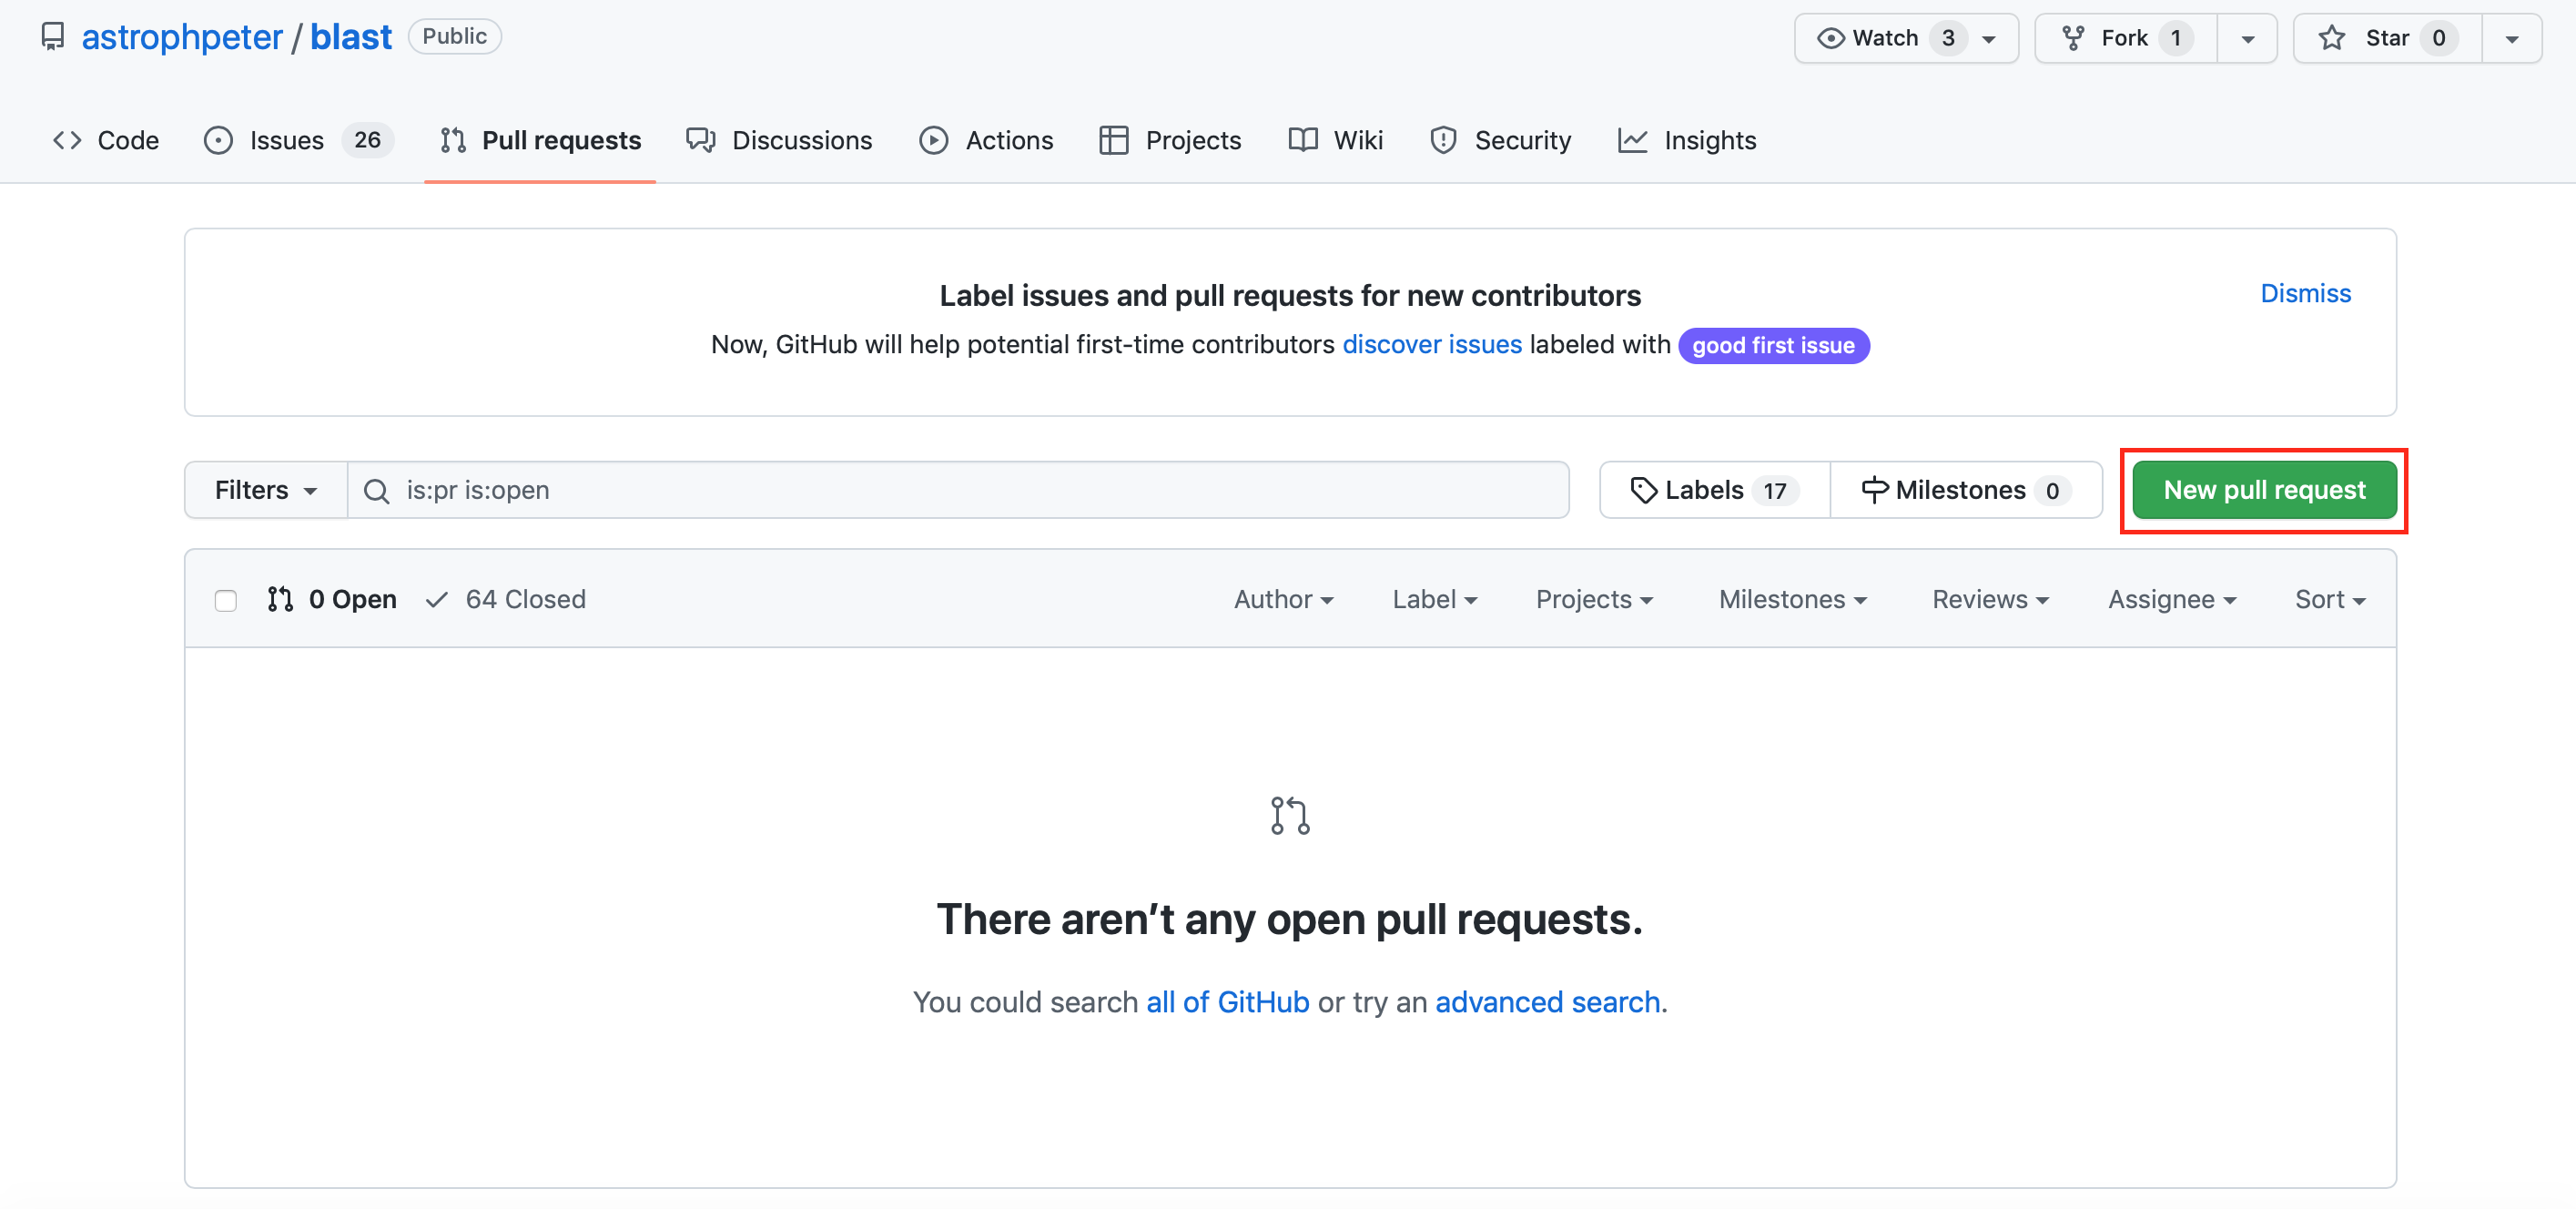 astrophpeter / blast Public Watch 3 Fork 1 Star 0
Code Issues 26 Pull requests Discussions Actions Projects Wiki Security Insights
Label issues and pull requests for new contributors
Dismiss
Now, GitHub will help potential first-time contributors discover issues labeled with good first issue
Filters is:pr is:open Labels 17 Milestones 0 New pull request
0 Open 64 Closed Author Label Projects Milestones Reviews Assignee Sort
There aren’t any open pull requests.
You could search all of GitHub or try an advanced search.